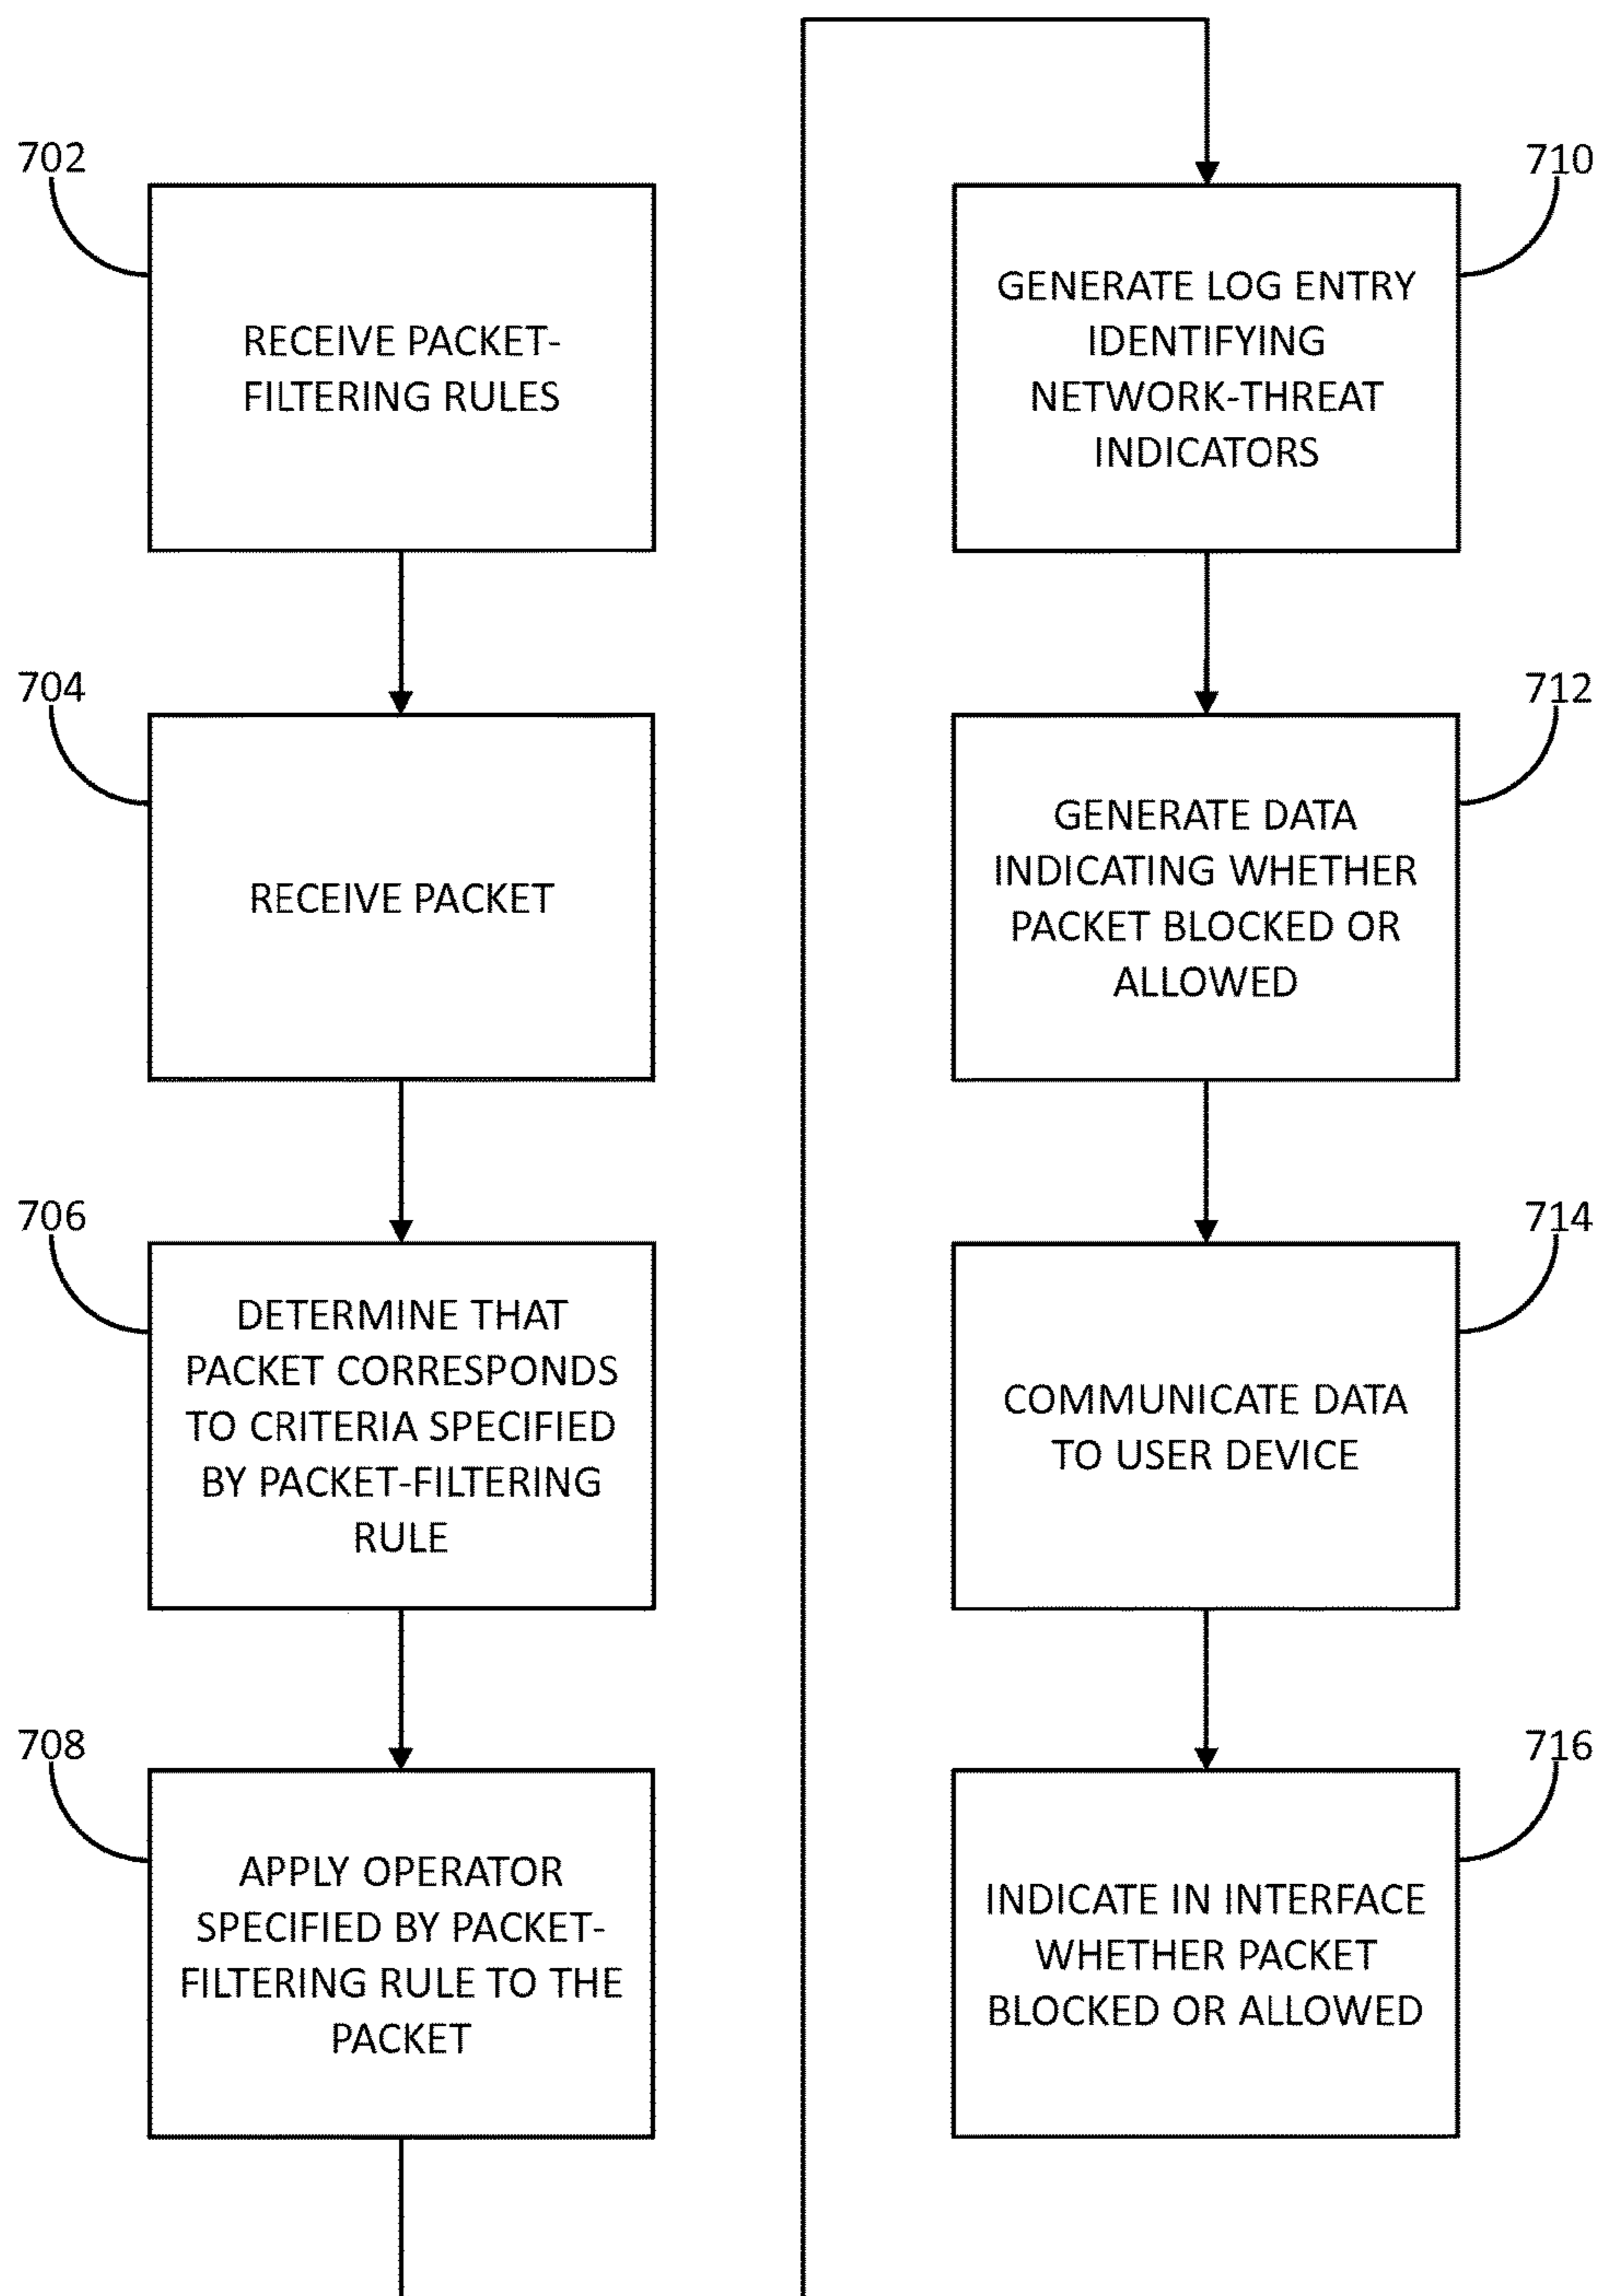 702
RECEIVE PACKET-
FILTERING RULES
704
RECEIVE PACKET
706
DETERMINE THAT
PACKET CORRESPONDS
TO CRITERIA SPECIFIED
BY PACKET-FILTERING
RULE
708
APPLY OPERATOR
SPECIFIED BY PACKET-
FILTERING RULE TO THE
PACKET
710
GENERATE LOG ENTRY
IDENTIFYING
NETWORK-THREAT
INDICATORS
712
GENERATE DATA
INDICATING WHETHER
PACKET BLOCKED OR
ALLOWED
714
COMMUNICATE DATA
TO USER DEVICE
716
INDICATE IN INTERFACE
WHETHER PACKET
BLOCKED OR ALLOWED